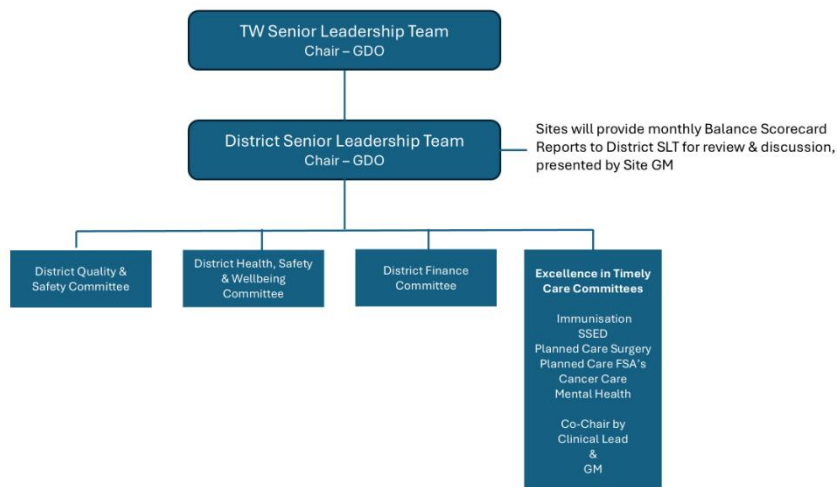 TW Senior Leadership Team
Chair – GDO
District Senior Leadership Team
Chair – GDO
Sites will provide monthly Balance Scorecard
Reports to District SLT for review & discussion,
presented by Site GM
District Quality &
Safety Committee
District Health, Safety
& Wellbeing
Committee
District Finance
Committee
Excellence in Timely
Care Committees
Immunisation
SSED
Planned Care Surgery
Planned Care FSA's
Cancer Care
Mental Health
Co-Chair by
Clinical Lead
&
GM